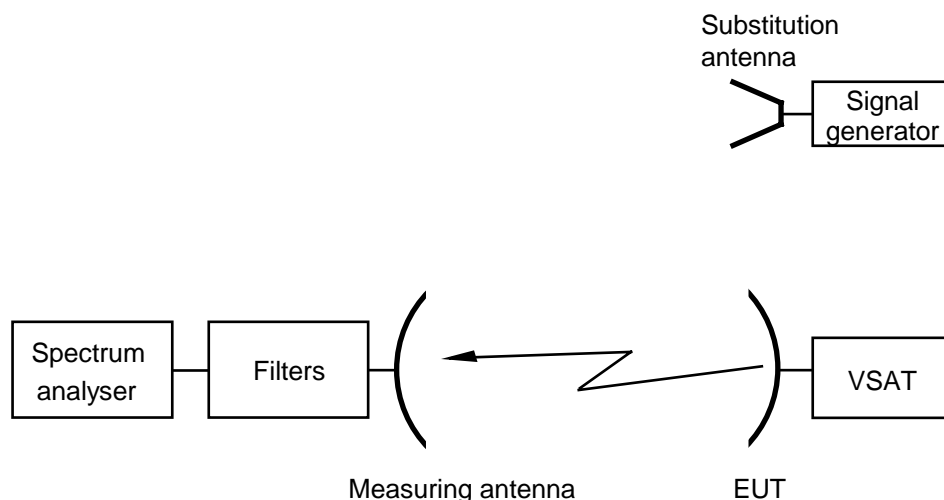 Substitution
antenna
Signal
generator
Spectrum
analyser
Filters
VSAT
Measuring antenna
EUT